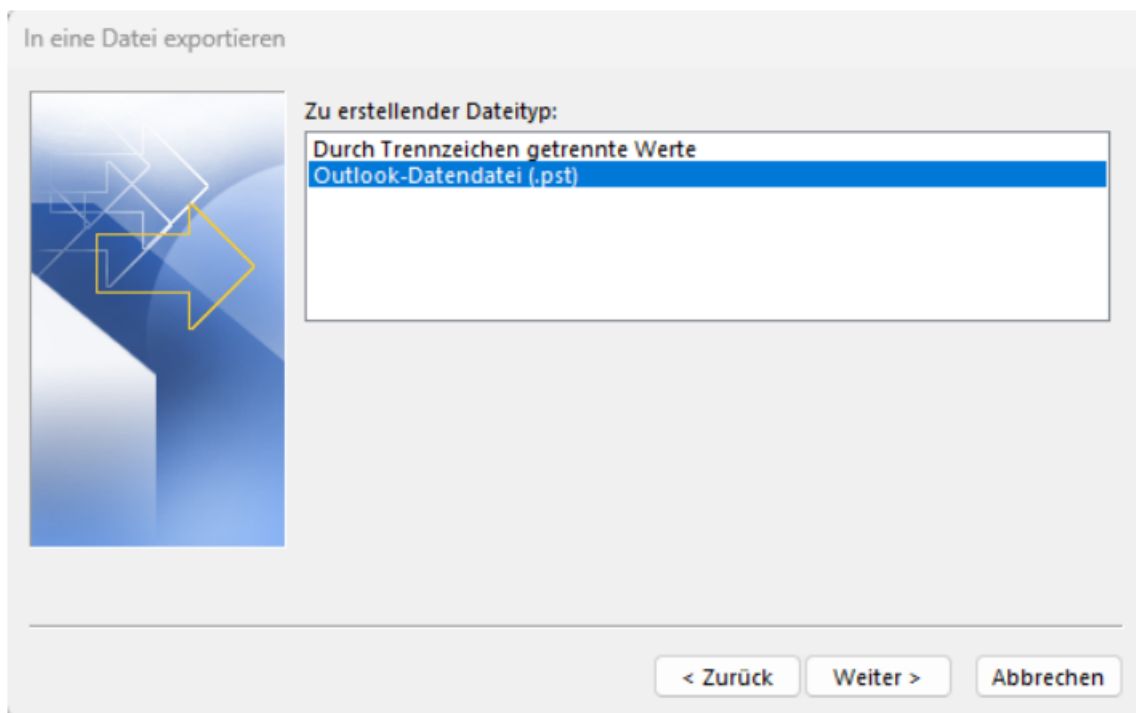 In eine Datei exportieren
Zu erstellender Dateityp:
Durch Trennzeichen getrennte Werte
Outlook-Datendatei (.pst)
< Zurück
Weiter >
Abbrechen